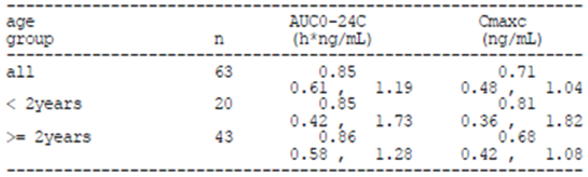 age AUC0-24C Cmaxc
group n (h*ng/mL) (ng/mL)
all 63 0.85 0.71
0.61 , 1.19 0.48 , 1.04
< 2years 20 0.85 0.81
0.42 , 1.73 0.36 , 1.82
>= 2years 43 0.86 0.68
0.58 , 1.28 0.42 , 1.08